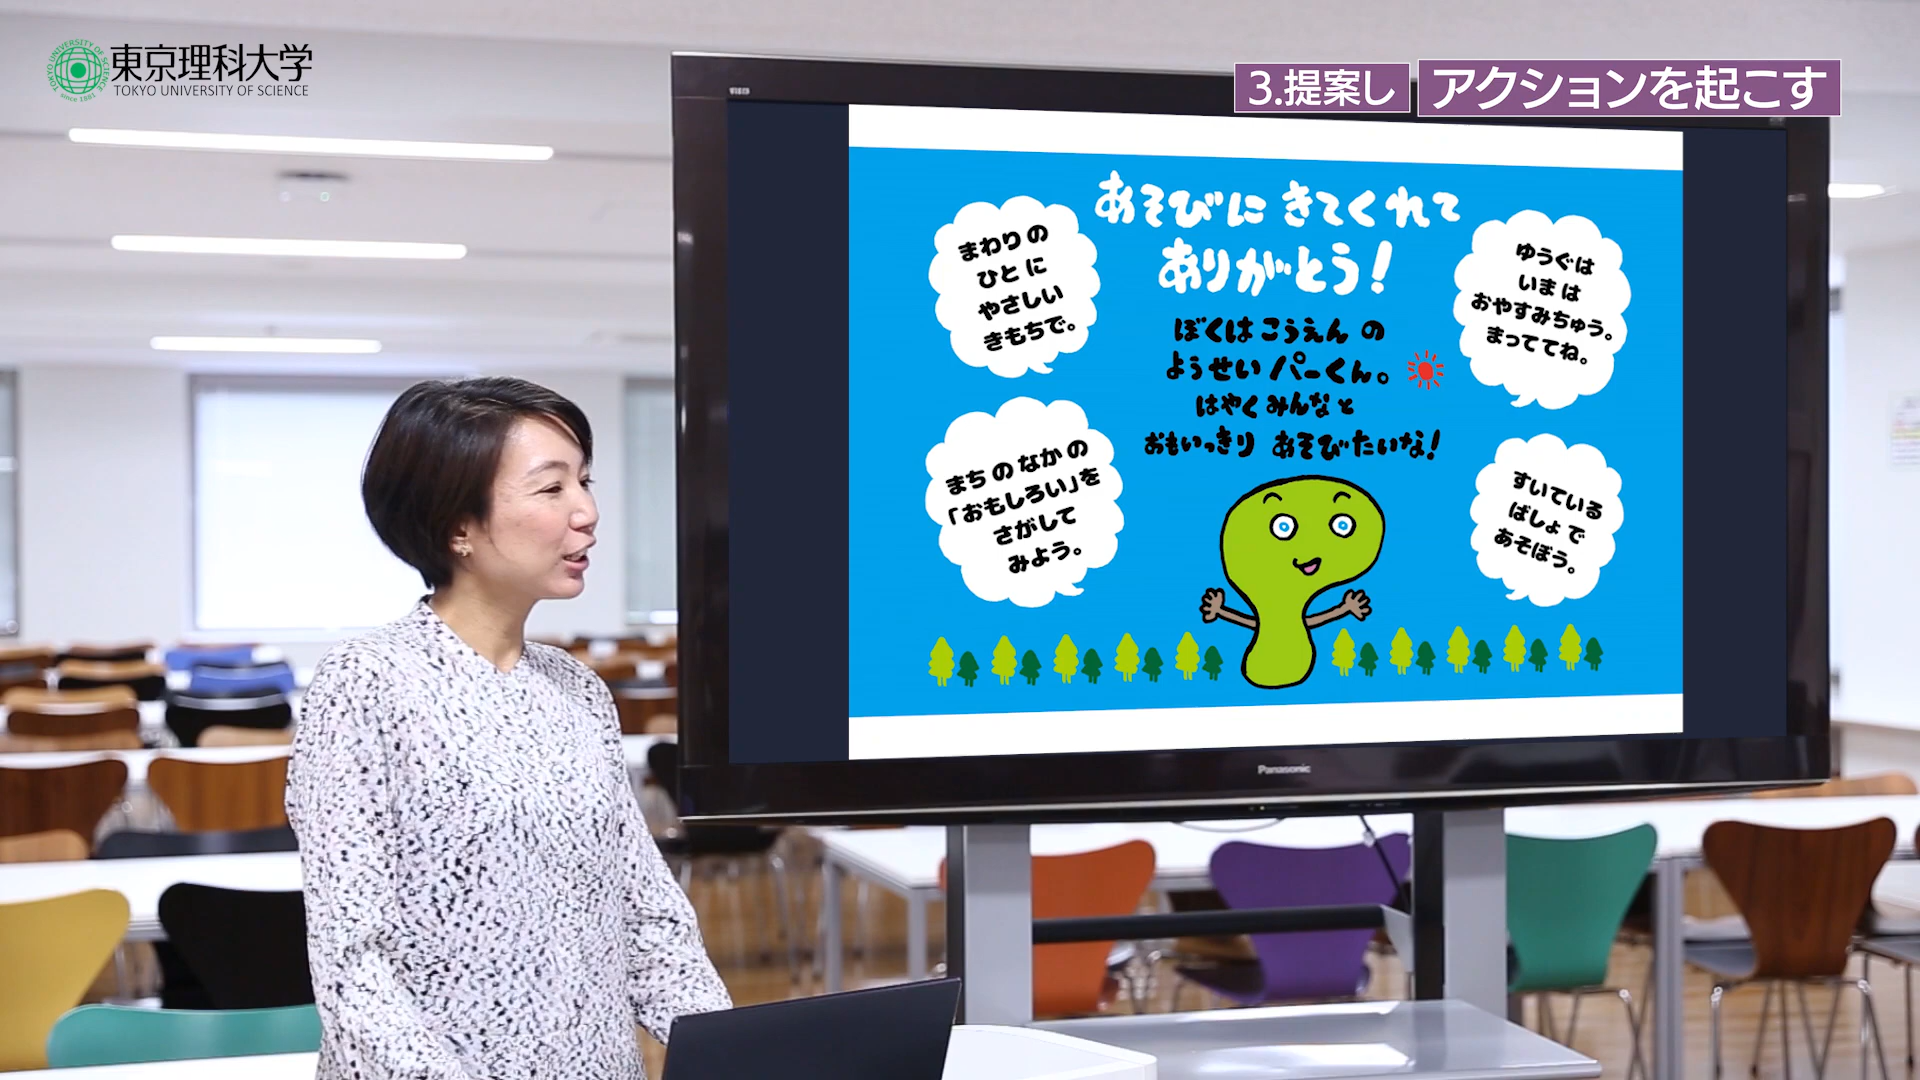 東京理科大学
TOKYO UNIVERSITY OF SCIENCE
TOKYO UNIVERSITY OF SCIENCE
since 1881
3.提案し アクションを起こす
あそびに きてくれて
ありがとう!
まわりの
ひとに
やさしい
きもちで。
ゆうぐは
いまは
おやすみちゅう。
まっててね。
ぼくは こうえん の
ようせい パーくん。
はやく みんな と
おもいっきり あそびたいな!
まちのなかの
「おもしろい」を
さがして
みよう。
すいている
ばしょで
あそぼう。
Panasonic